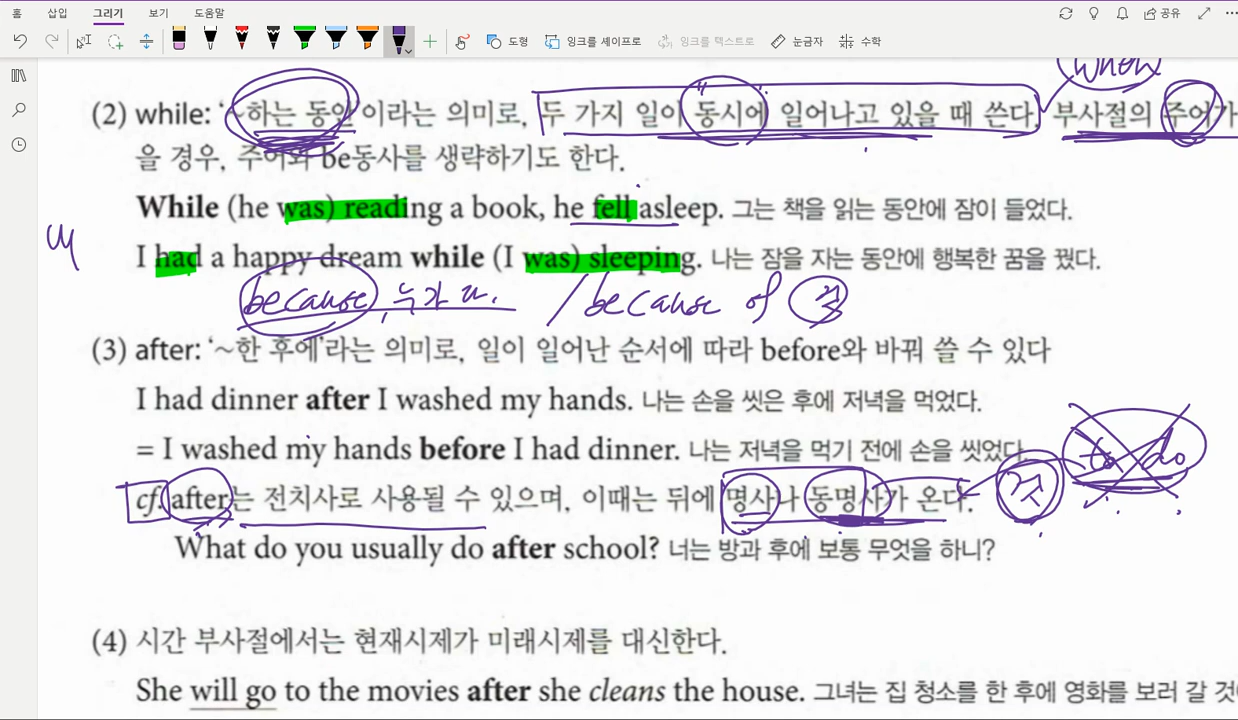 홈 삽입 그리기 보기 도움말 공유
도형 잉크를 셰이프로 잉크를 텍스트로 눈금자 수학
when
(2) while: ‘~하는 동안’이라는 의미로, 두 가지 일이 동시에 일어나고 있을 때 쓴다. 부사절의 주어가
을 경우, 주어와 be동사를 생략하기도 한다.
While (he was) reading a book, he fell asleep. 그는 책을 읽는 동안에 잠이 들었다.
I had a happy dream while (I was) sleeping. 나는 잠을 자는 동안에 행복한 꿈을 꿨다.
because, 누가 다. / because of
(3) after: ‘~한 후에’라는 의미로, 일이 일어난 순서에 따라 before와 바꿔 쓸 수 있다
I had dinner after I washed my hands. 나는 손을 씻은 후에 저녁을 먹었다.
= I washed my hands before I had dinner. 나는 저녁을 먹기 전에 손을 씻었다.
to do
cf. after는 전치사로 사용될 수 있으며, 이때는 뒤에 명사나 동명사가 온다.
What do you usually do after school? 너는 방과 후에 보통 무엇을 하니?
(4) 시간 부사절에서는 현재시제가 미래시제를 대신한다.
She will go to the movies after she cleans the house. 그녀는 집 청소를 한 후에 영화를 보러 갈